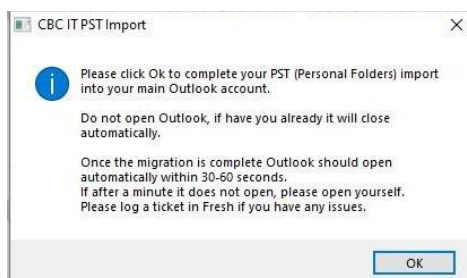 CBC IT PST Import
Please click Ok to complete your PST (Personal Folders) import
into your main Outlook account.
Do not open Outlook, if have you already it will close
automatically.
Once the migration is complete Outlook should open
automatically within 30-60 seconds.
If after a minute it does not open, please open yourself.
Please log a ticket in Fresh if you have any issues.
OK